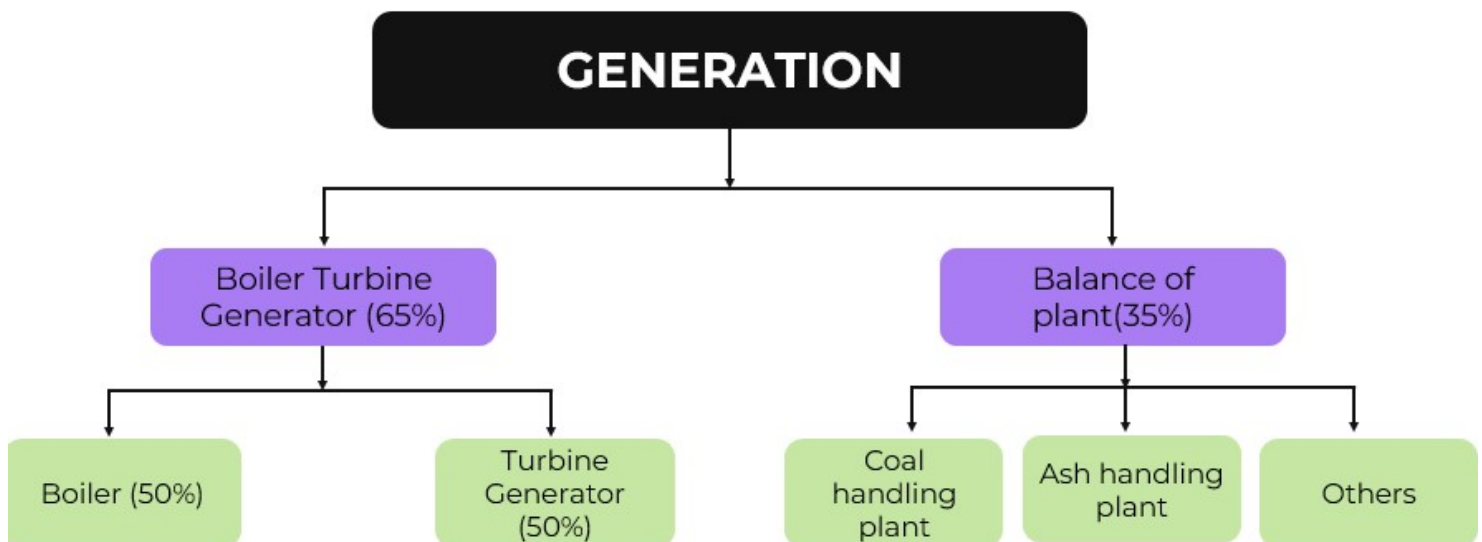 GENERATION
Boiler Turbine
Generator (65%)
Balance of
plant(35%)
Boiler (50%)
Turbine
Generator
(50%)
Coal
handling
plant
Ash handling
plant
Others